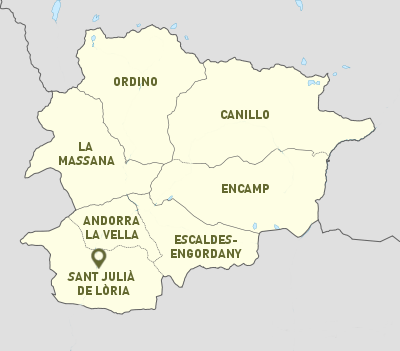 ORDINO
CANILLO
LA
MASSANA
ENCAMP
ANDORRA
LA VELLA
ESCALDES-
ENGORDANY
SANT JULIÀ
DE LÒRIA